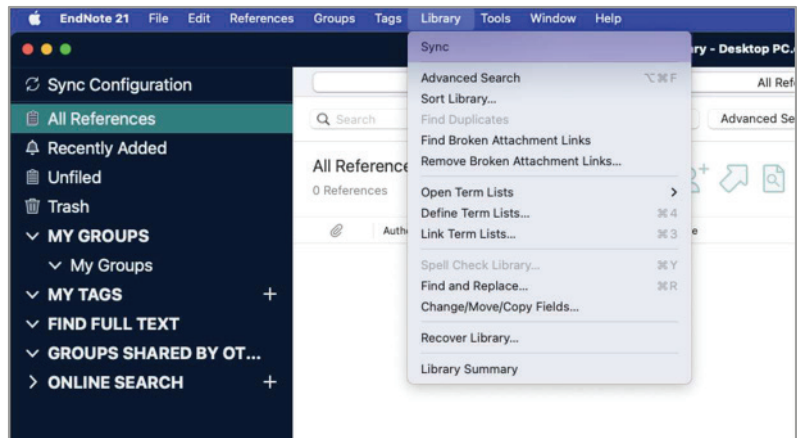 EndNote 21 File Edit References Groups Tags Library Tools Window Help
ry - Desktop PC.
Sync Configuration
All References
Recently Added
Unfiled
Trash
MY GROUPS
My Groups
MY TAGS +
FIND FULL TEXT
GROUPS SHARED BY OT...
ONLINE SEARCH +
All Ref
Search
Advanced Se
All Reference
0 References
Auth
e
Sync
Advanced Search ⌥⌘F
Sort Library...
Find Duplicates
Find Broken Attachment Links
Remove Broken Attachment Links...
Open Term Lists >
Define Term Lists... ⌘4
Link Term Lists... ⌘3
Spell Check Library... ⌘Y
Find and Replace... ⌘R
Change/Move/Copy Fields...
Recover Library...
Library Summary